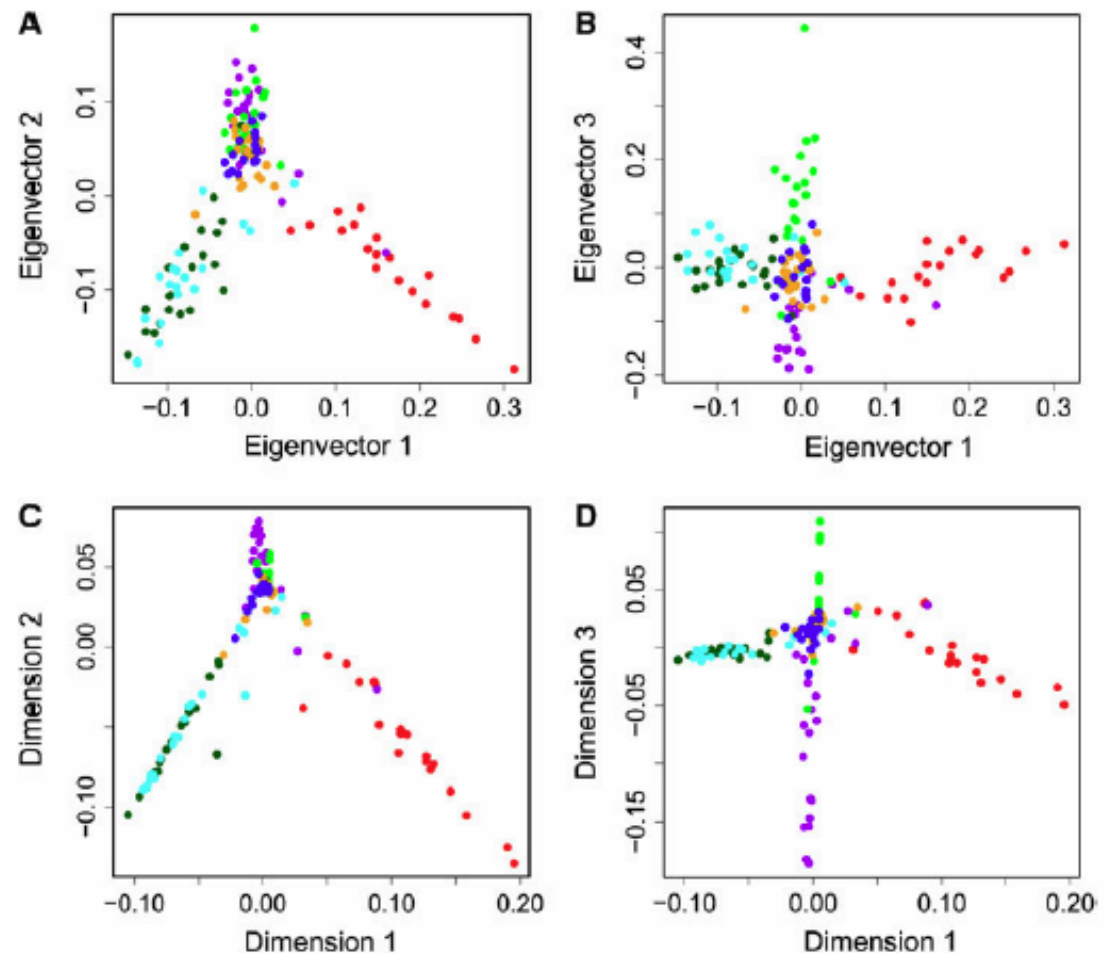 A
Eigenvector 2
0.1
0.0
−0.1
−0.1
0.0
0.1
0.2
0.3
Eigenvector 1
B
Eigenvector 3
0.4
0.2
0.0
−0.2
−0.1
0.0
0.1
0.2
0.3
Eigenvector 1
C
Dimension 2
0.05
0.00
−0.10
−0.10
0.00
0.10
0.20
Dimension 1
D
Dimension 3
0.05
−0.05
−0.15
−0.10
0.00
0.10
0.20
Dimension 1